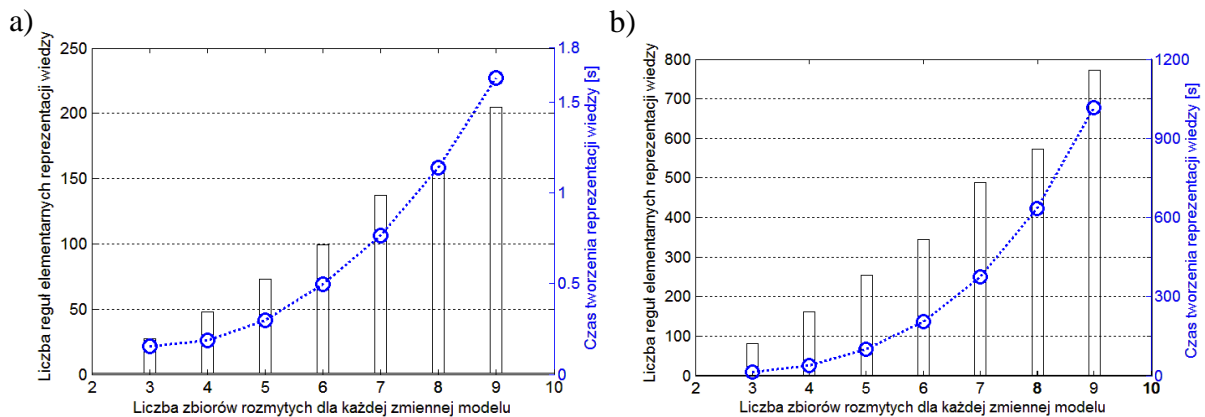 a)
Liczba reguł elementarnych reprezentacji wiedzy
250
200
150
100
50
0
2 3 4 5 6 7 8 9 10
Liczba zbiorów rozmytych dla każdej zmiennej modelu
1.8
1.5
1
0.5
0
Czas tworzenia reprezentacji wiedzy [s]
b)
Liczba reguł elementarnych reprezentacji wiedzy
800
700
600
500
400
300
200
100
0
2 3 4 5 6 7 8 9 10
Liczba zbiorów rozmytych dla każdej zmiennej modelu
1200
900
600
300
0
Czas tworzenia reprezentacji wiedzy [s]